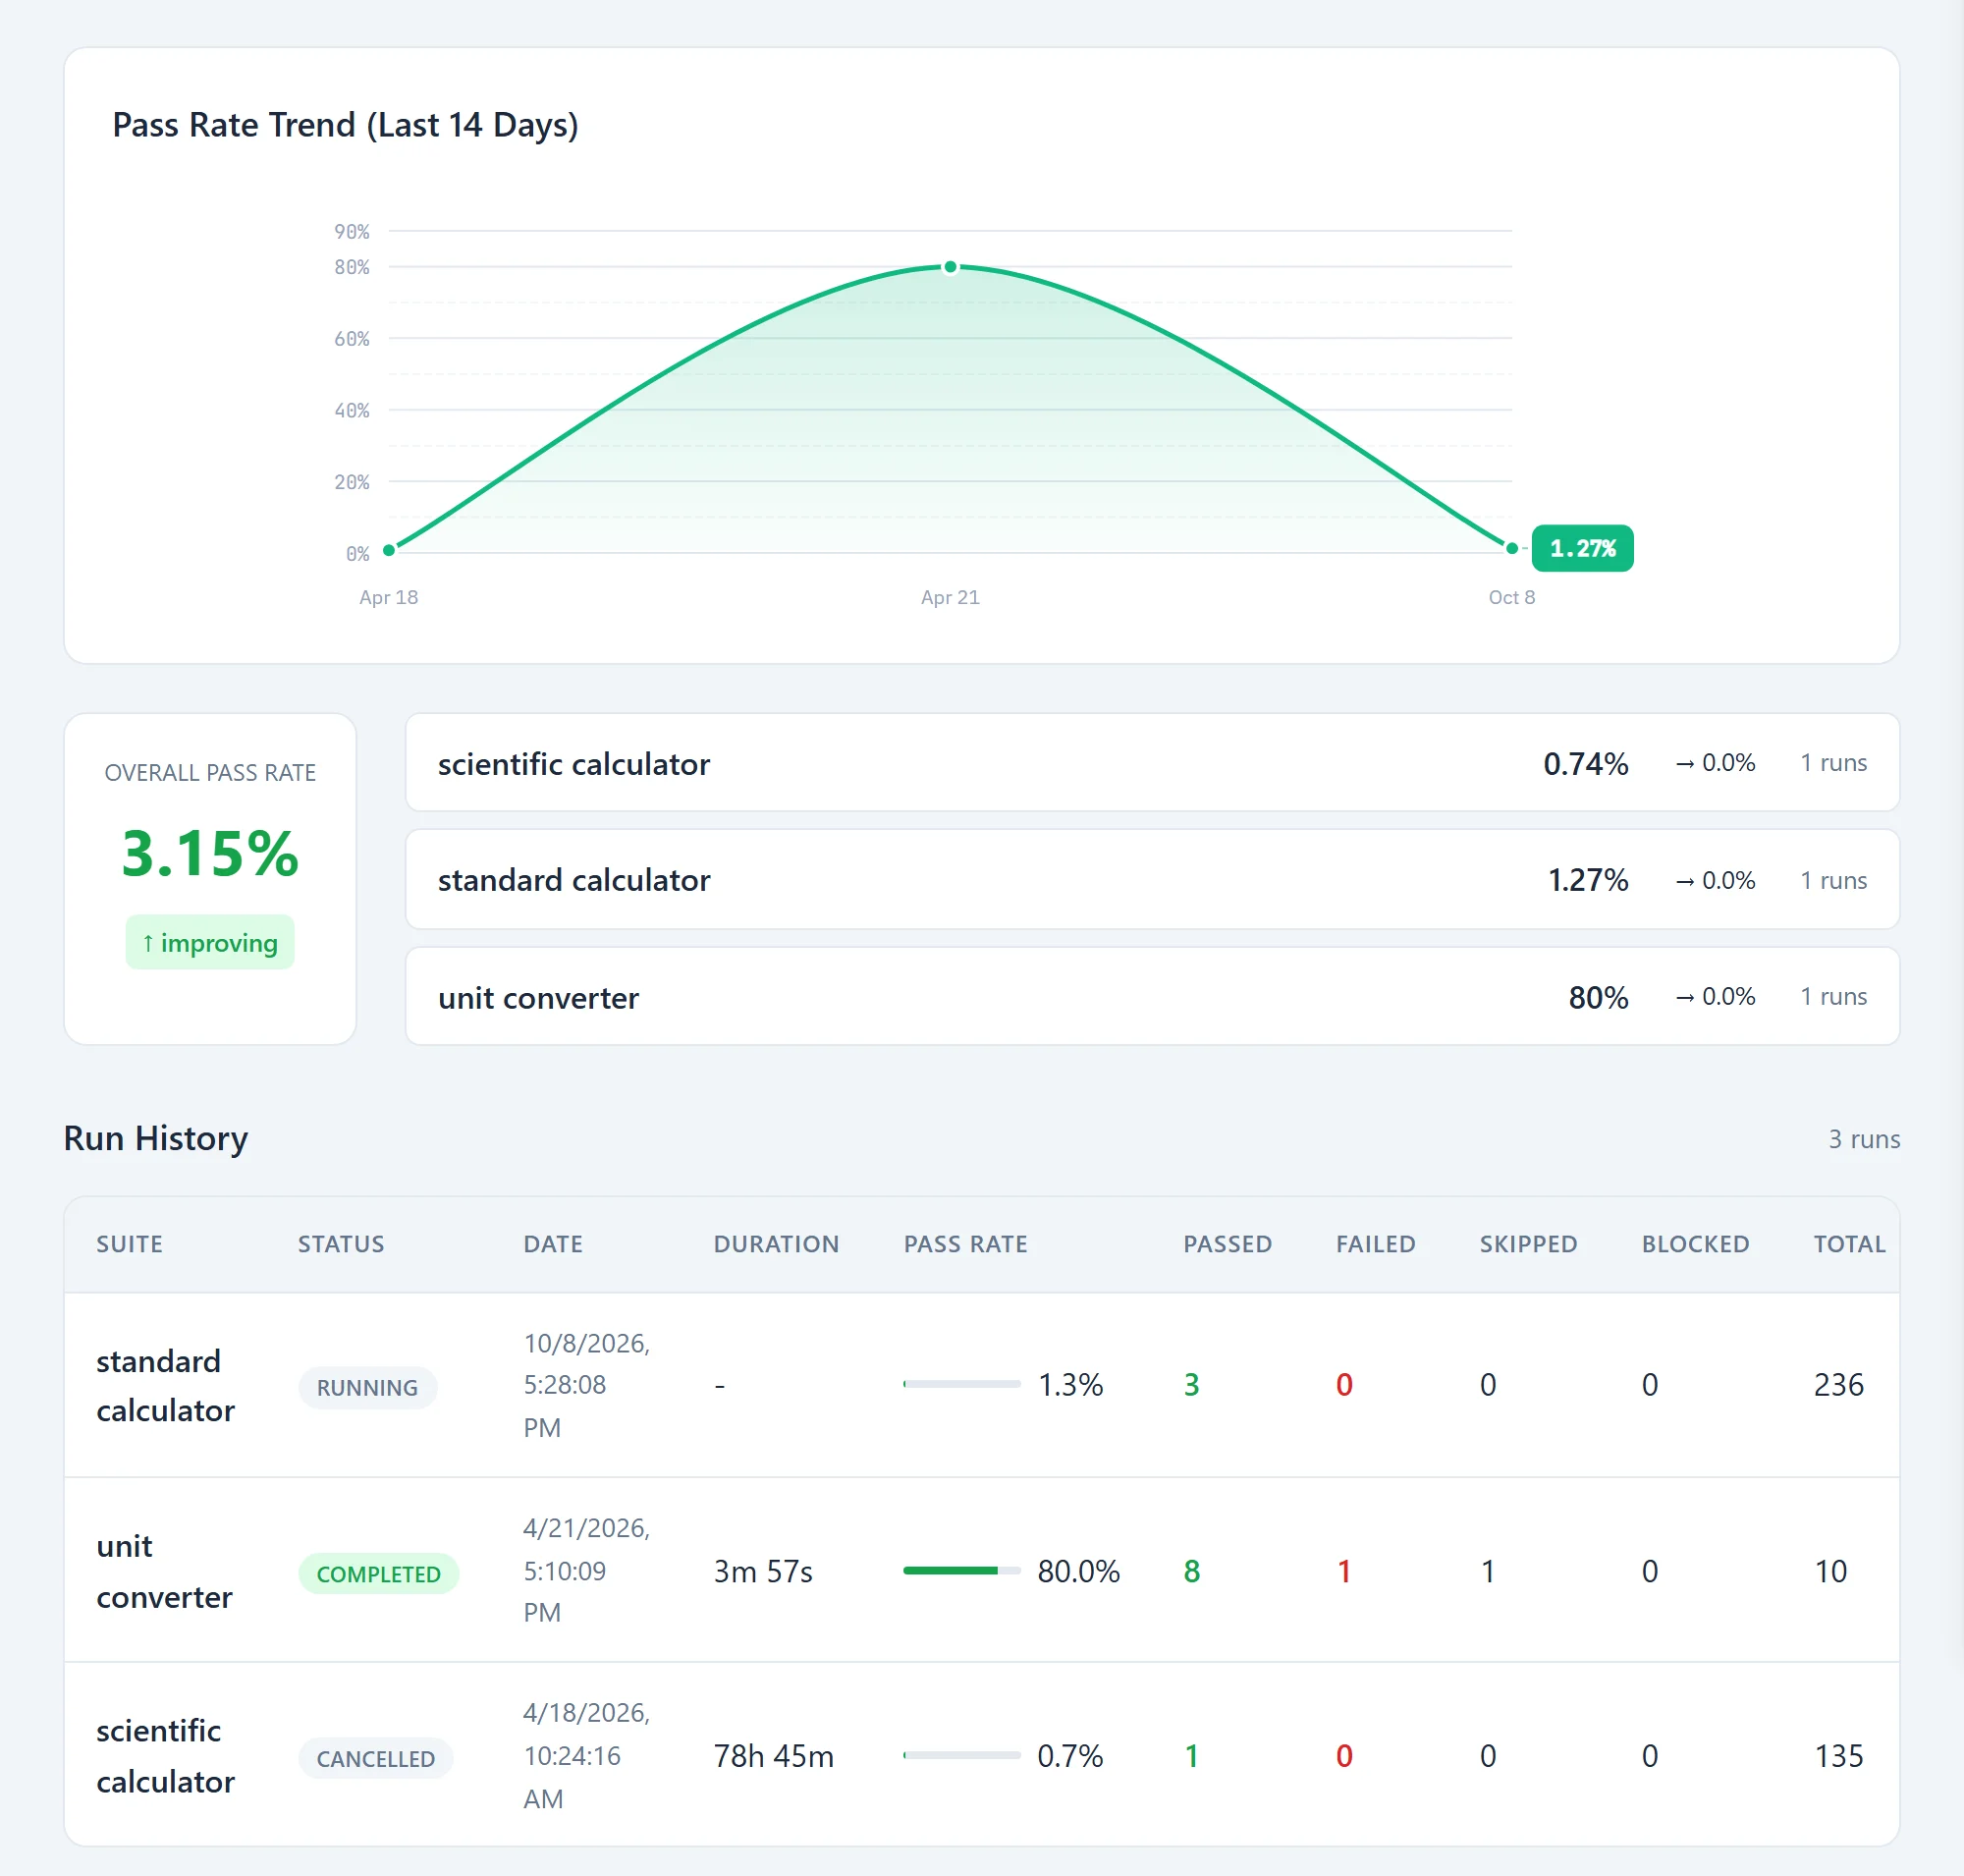 Pass Rate Trend (Last 14 Days)
90%
80%
60%
40%
20%
0%
1.27%
Apr 18
Apr 21
Oct 8
OVERALL PASS RATE
3.15%
↑ improving
scientific calculator 0.74% → 0.0% 1 runs
standard calculator 1.27% → 0.0% 1 runs
unit converter 80% → 0.0% 1 runs
Run History
3 runs
SUITE STATUS DATE DURATION PASS RATE PASSED FAILED SKIPPED BLOCKED TOTAL
standard
calculator
RUNNING
10/8/2026,
5:28:08
PM
- 1.3% 3 0 0 0 236
unit
converter
COMPLETED
4/21/2026,
5:10:09
PM
3m 57s 80.0% 8 1 1 0 10
scientific
calculator
CANCELLED
4/18/2026,
10:24:16
AM
78h 45m 0.7% 1 0 0 0 135